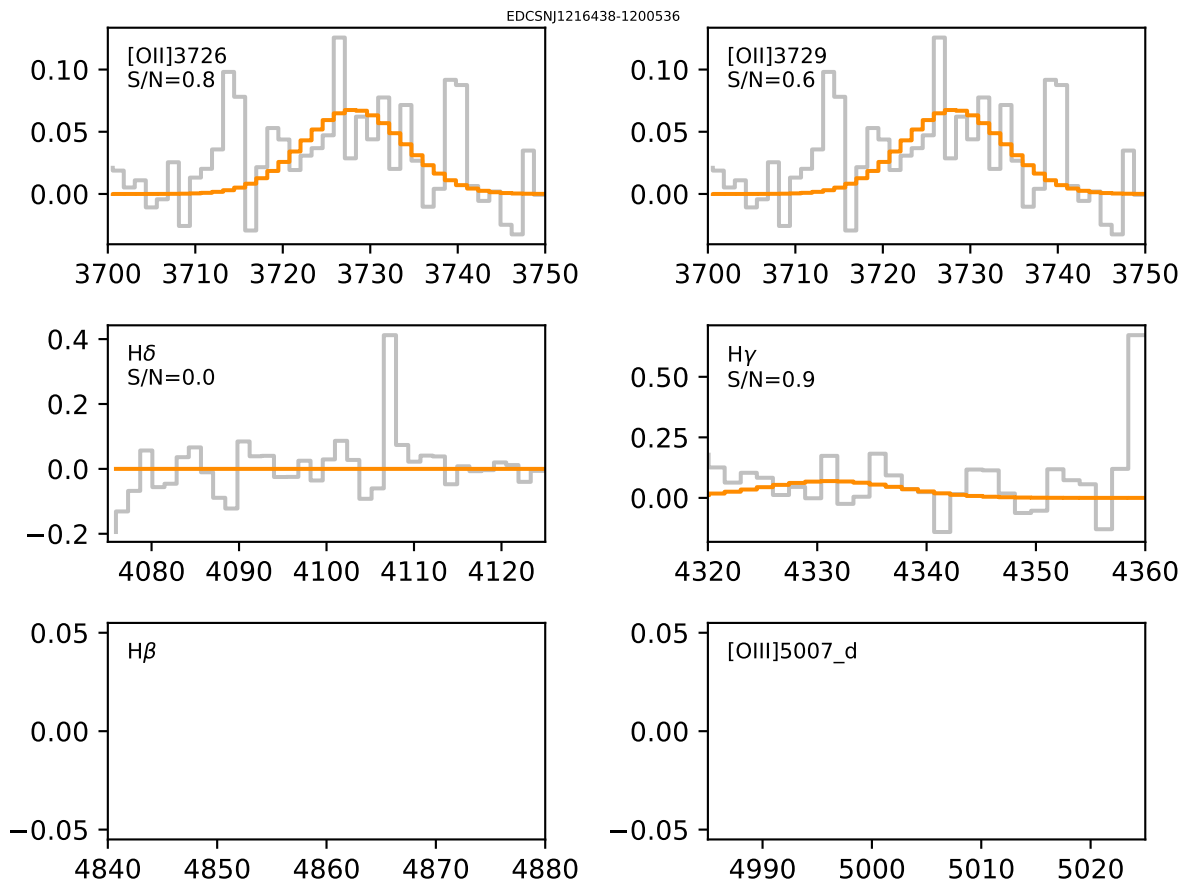 EDCSNJ1216438-1200536
[OII]3726
S/N=0.8
0.10
0.05
0.00
3700 3710 3720 3730 3740 3750
[OII]3729
S/N=0.6
0.10
0.05
0.00
3700 3710 3720 3730 3740 3750
Hδ
S/N=0.0
0.4
0.2
0.0
−0.2
4080 4090 4100 4110 4120
Hγ
S/N=0.9
0.50
0.25
0.00
4320 4330 4340 4350 4360
Hβ
0.05
0.00
−0.05
4840 4850 4860 4870 4880
[OIII]5007_d
0.05
0.00
−0.05
4990 5000 5010 5020